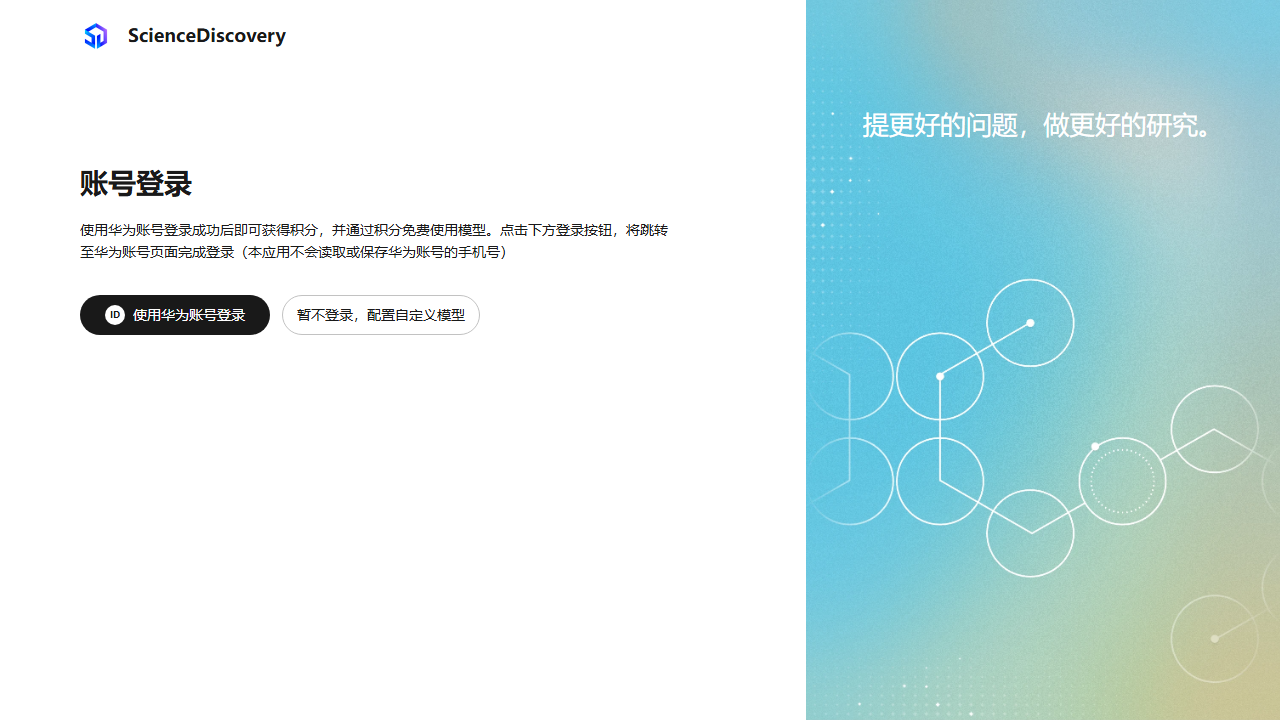 ScienceDiscovery
提更好的问题，做更好的研究。
账号登录
使用华为账号登录成功后即可获得积分，并通过积分免费使用模型。点击下方登录按钮，将跳转
至华为账号页面完成登录（本应用不会读取或保存华为账号的手机号）
ID 使用华为账号登录
暂不登录，配置自定义模型